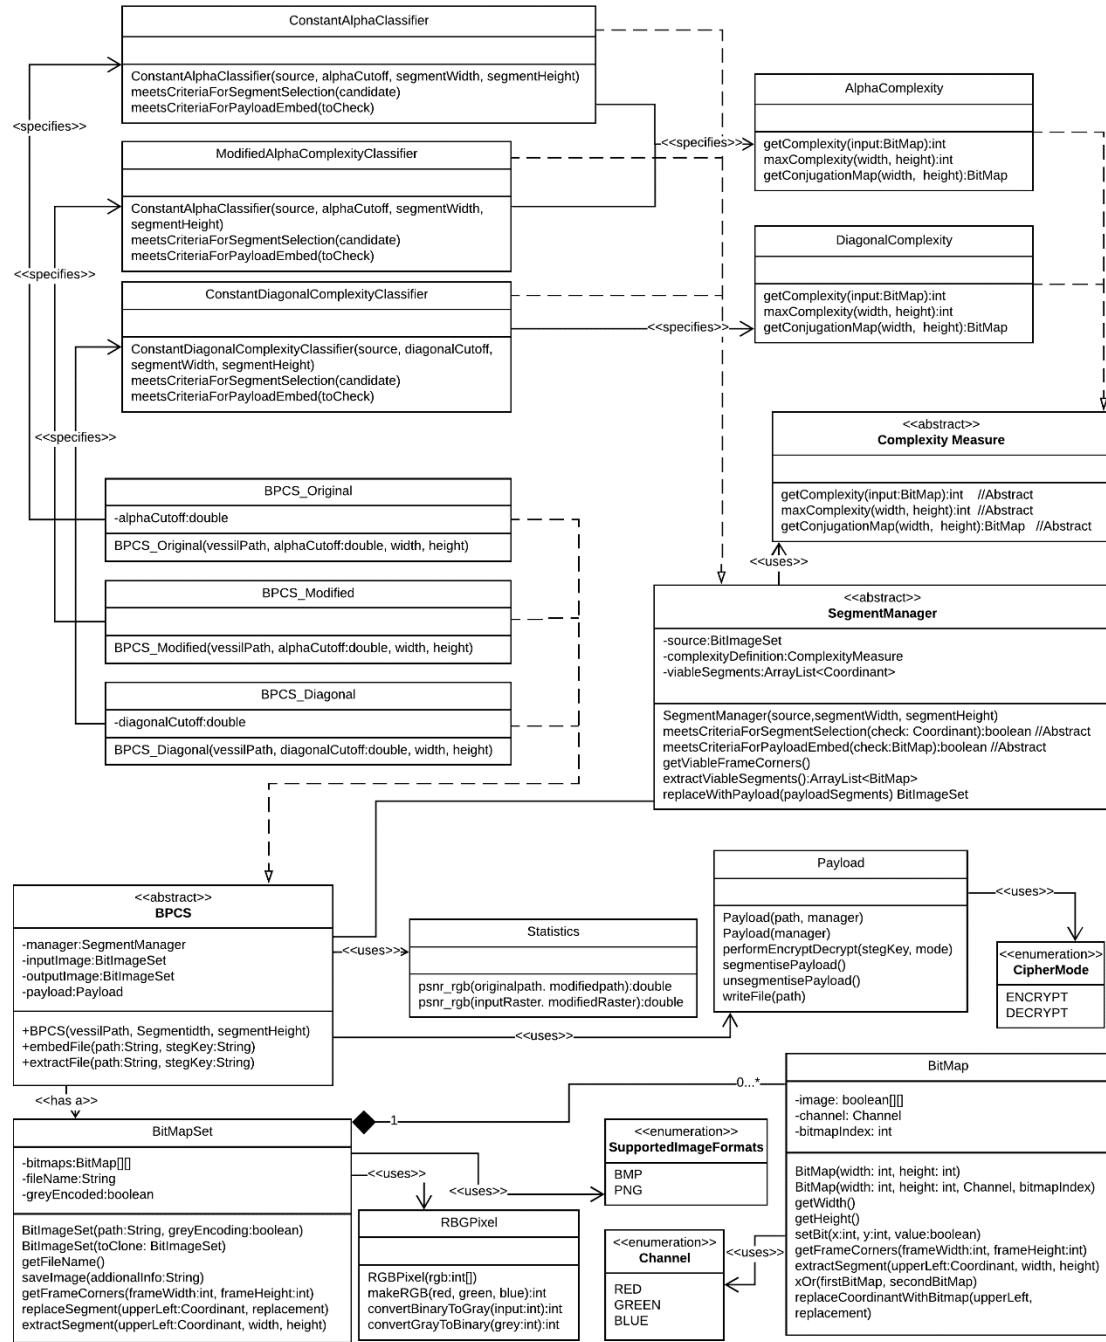 ConstantAlphaClassifier
ConstantAlphaClassifier(source, alphaCutoff, segmentWidth, segmentHeight)
meetsCriteriaForSegmentSelection(candidate)
meetsCriteriaForPayloadEmbed(toCheck)
<specifies>
ModifiedAlphaComplexityClassifier
ConstantAlphaClassifier(source, alphaCutoff, segmentWidth,
segmentHeight)
meetsCriteriaForSegmentSelection(candidate)
meetsCriteriaForPayloadEmbed(toCheck)
<<specifies>>
ConstantDiagonalComplexityClassifier
ConstantDiagonalComplexityClassifier(source, diagonalCutoff,
segmentWidth, segmentHeight)
meetsCriteriaForSegmentSelection(candidate)
meetsCriteriaForPayloadEmbed(toCheck)
<<specifies>>
<<specifies>>
<<specifies>>
AlphaComplexity
getComplexity(input:BitMap):int
maxComplexity(width, height):int
getConjugationMap(width, height):BitMap
DiagonalComplexity
getComplexity(input:BitMap):int
maxComplexity(width, height):int
getConjugationMap(width, height):BitMap
<<abstract>>
Complexity Measure
getComplexity(input:BitMap):int //Abstract
maxComplexity(width, height):int //Abstract
getConjugationMap(width, height):BitMap //Abstract
<<uses>>
BPCS_Original
-alphaCutoff:double
BPCS_Original(vessilPath, alphaCutoff:double, width, height)
BPCS_Modified
BPCS_Modified(vessilPath, alphaCutoff:double, width, height)
BPCS_Diagonal
-diagonalCutoff:double
BPCS_Diagonal(vessilPath, diagonalCutoff:double, width, height)
<<abstract>>
SegmentManager
-source:BitImageSet
-complexityDefinition:ComplexityMeasure
-viableSegments:ArrayList<Coordinant>
SegmentManager(source,segmentWidth, segmentHeight)
meetsCriteriaForSegmentSelection(check: Coordinant):boolean //Abstract
meetsCriteriaForPayloadEmbed(check:BitMap):boolean //Abstract
getViableFrameCorners()
extractViableSegments():ArrayList<BitMap>
replaceWithPayload(payloadSegments) BitImageSet
<<abstract>>
BPCS
-manager:SegmentManager
-inputImage:BitImageSet
-outputImage:BitImageSet
-payload:Payload
+BPCS(vessilPath, Segmentidth, segmentHeight)
+embedFile(path:String, stegKey:String)
+extractFile(path:String, stegKey:String)
<<uses>>
Statistics
psnr_rgb(originalpath. modifiedpath):double
psnr_rgb(inputRaster. modifiedRaster):double
<<uses>>
Payload
Payload(path, manager)
Payload(manager)
performEncryptDecrypt(stegKey, mode)
segmentisePayload()
unsegmentisePayload()
writeFile(path)
<<uses>>
<<enumeration>>
CipherMode
ENCRYPT
DECRYPT
<<has a>>
BitMapSet
-bitmaps:BitMap[][]
-fileName:String
-greyEncoded:boolean
BitImageSet(path:String, greyEncoding:boolean)
BitImageSet(toClone: BitImageSet)
getFileName()
saveImage(addionalInfo:String)
getFrameCorners(frameWidth:int, frameHeight:int)
replaceSegment(upperLeft:Coordinant, replacement)
extractSegment(upperLeft:Coordinant, width, height)
1
0...*
<<uses>>
<<uses>>
RBGPixel
RGBPixel(rgb:int[])
makeRGB(red, green, blue):int
convertBinaryToGray(input:int):int
convertGrayToBinary(grey:int):int
<<enumeration>>
SupportedImageFormats
BMP
PNG
<<enumeration>>
Channel
RED
GREEN
BLUE
<<uses>>
BitMap
-image: boolean[][]
-channel: Channel
-bitmapIndex: int
BitMap(width: int, height: int)
BitMap(width: int, height: int, Channel, bitmapIndex)
getWidth()
getHeight()
setBit(x:int, y:int, value:boolean)
getFrameCorners(frameWidth:int, frameHeight:int)
extractSegment(upperLeft:Coordinant, width, height)
xOr(firstBitMap, secondBitMap)
replaceCoordinantWithBitmap(upperLeft,
replacement)